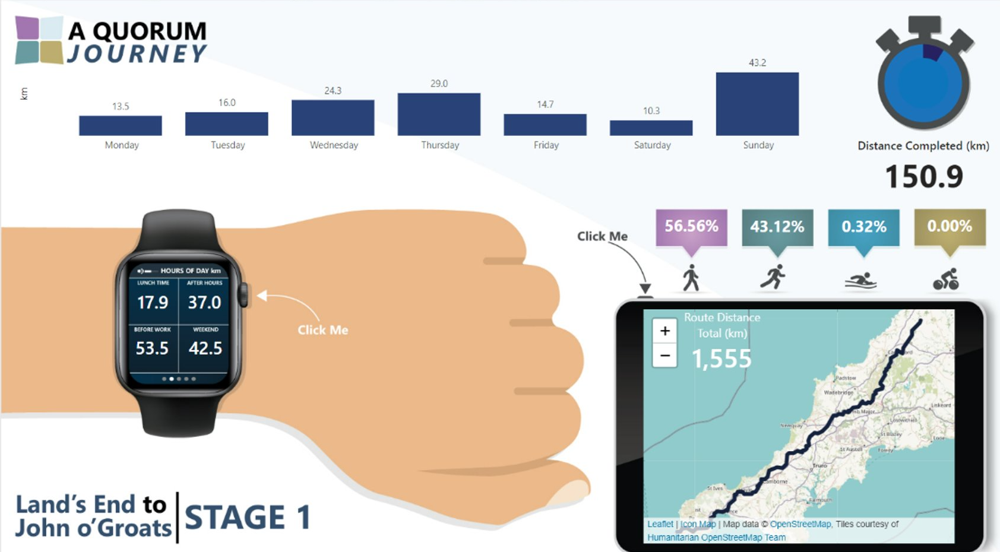 A QUORUM
JOURNEY
km
13.5
16.0
24.3
29.0
14.7
10.3
43.2
Monday
Tuesday
Wednesday
Thursday
Friday
Saturday
Sunday
Distance Completed (km)
150.9
56.56%
43.12%
0.32%
0.00%
Click Me
HOURS OF DAY km
LUNCH TIME
AFTER HOURS
17.9
37.0
BEFORE WORK
WEEKEND
53.5
42.5
Click Me
+
−
Route Distance
Total (km)
1,555
Padstow
Wadebridge
Liskeard
Lostwithiel
Newquay
St Blazey
Looe
St Austell
Fowey
Truro
St Ives
Falmouth
Leaflet | Icon Map | Map data © OpenStreetMap, Tiles courtesy of
Humanitarian OpenStreetMap Team
Land's End to
John o'Groats
STAGE 1